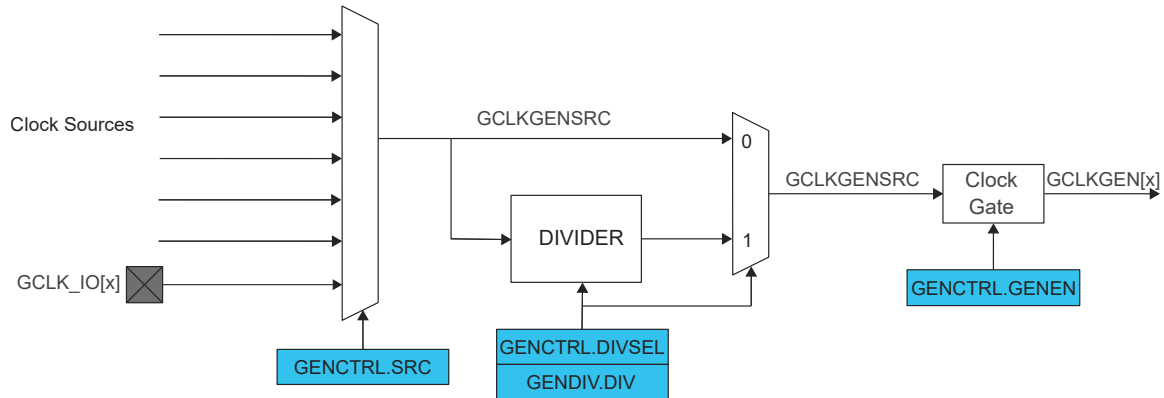 Clock Sources
GCLK_IO[x]
GENCTRL.SRC
GCLKGENSRC
DIVIDER
GENCTRL.DIVSEL
GENDIV.DIV
0
1
GCLKGENSRC
Clock
Gate
GENCTRL.GENEN
GCLKGEN[x]